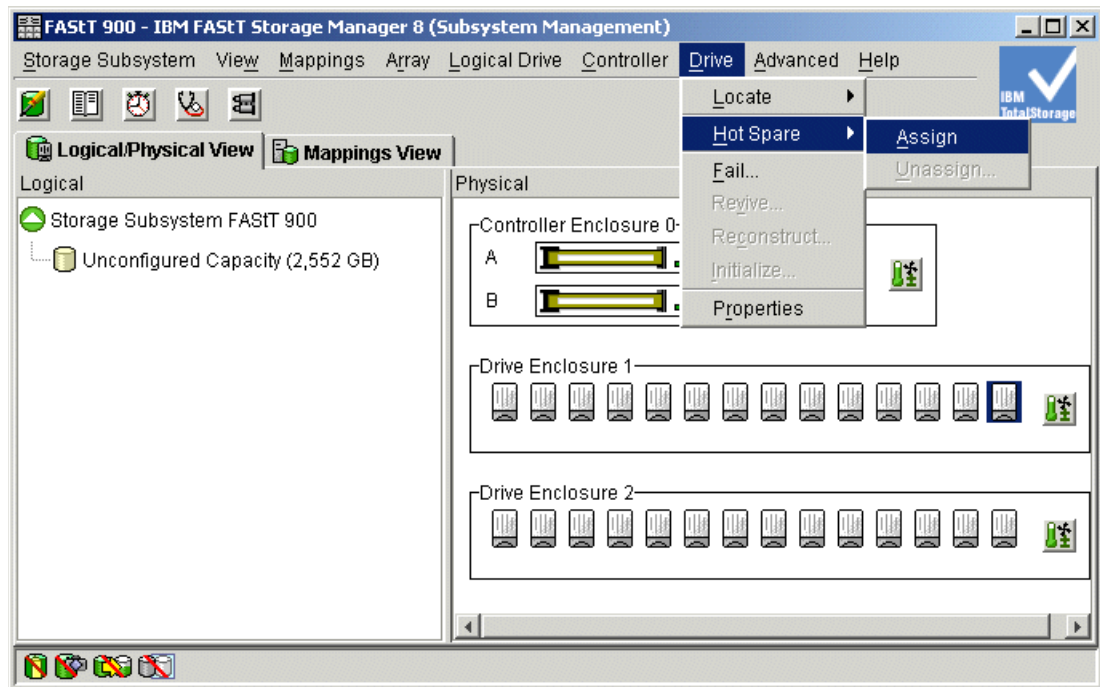 FAStT 900 - IBM FAStT Storage Manager 8 (Subsystem Management)
Storage Subsystem View Mappings Array Logical Drive Controller Drive Advanced Help
IBM
TotalStorage
Locate
Hot Spare
Assign
Unassign...
Fail...
Revive...
Reconstruct...
Initialize...
Properties
Logical/Physical View
Mappings View
Logical
Physical
Storage Subsystem FAStT 900
Unconfigured Capacity (2,552 GB)
Controller Enclosure 0
A
B
Drive Enclosure 1
Drive Enclosure 2